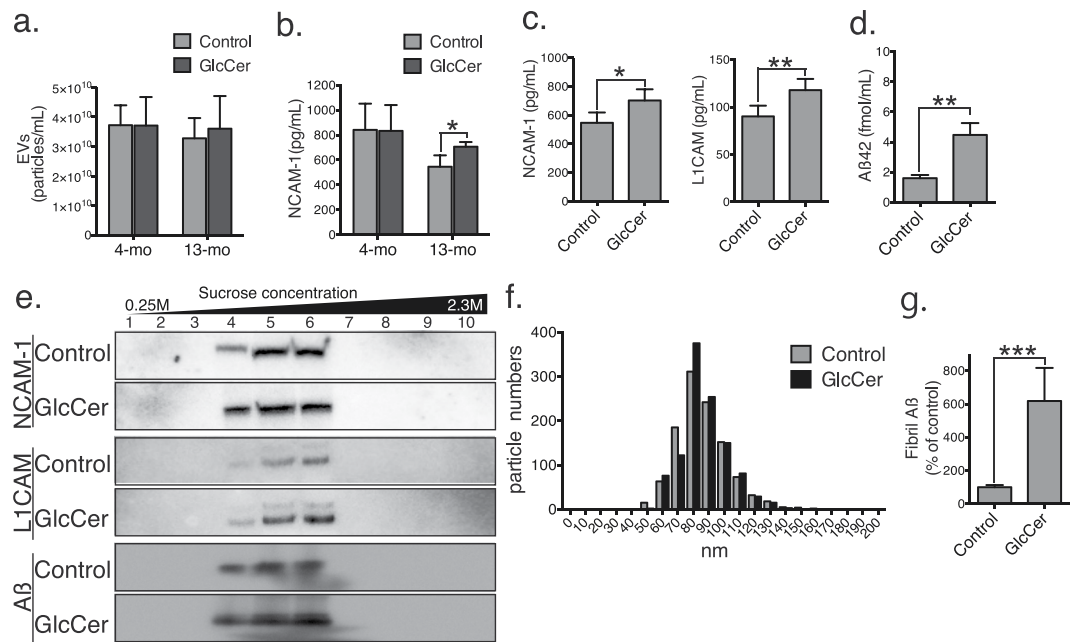 a.
Control
GlcCer
EVs
(particles/mL)
5×10¹⁰
4×10¹⁰
3×10¹⁰
2×10¹⁰
1×10¹⁰
0
4-mo 13-mo
b.
Control
GlcCer
NCAM-1(pg/mL)
1200
1000
800
600
400
200
0
*
4-mo 13-mo
c.
NCAM-1 (pg/mL)
1000
800
600
400
200
0
*
Control GlcCer
L1CAM (pg/mL)
150
100
50
0
**
Control GlcCer
d.
Aß42 (fmol/mL)
10
8
6
4
2
0
**
Control GlcCer
e.
Sucrose concentration
0.25M 2.3M
1 2 3 4 5 6 7 8 9 10
NCAM-1
Control
GlcCer
L1CAM
Control
GlcCer
Aß
Control
GlcCer
f.
Control
GlcCer
particle numbers
400
300
200
100
0
0 10 20 30 40 50 60 70 80 90 100 110 120 130 140 150 160 170 180 190 200
nm
g.
Fibril Aß
(% of control)
800
600
400
200
0
***
Control GlcCer